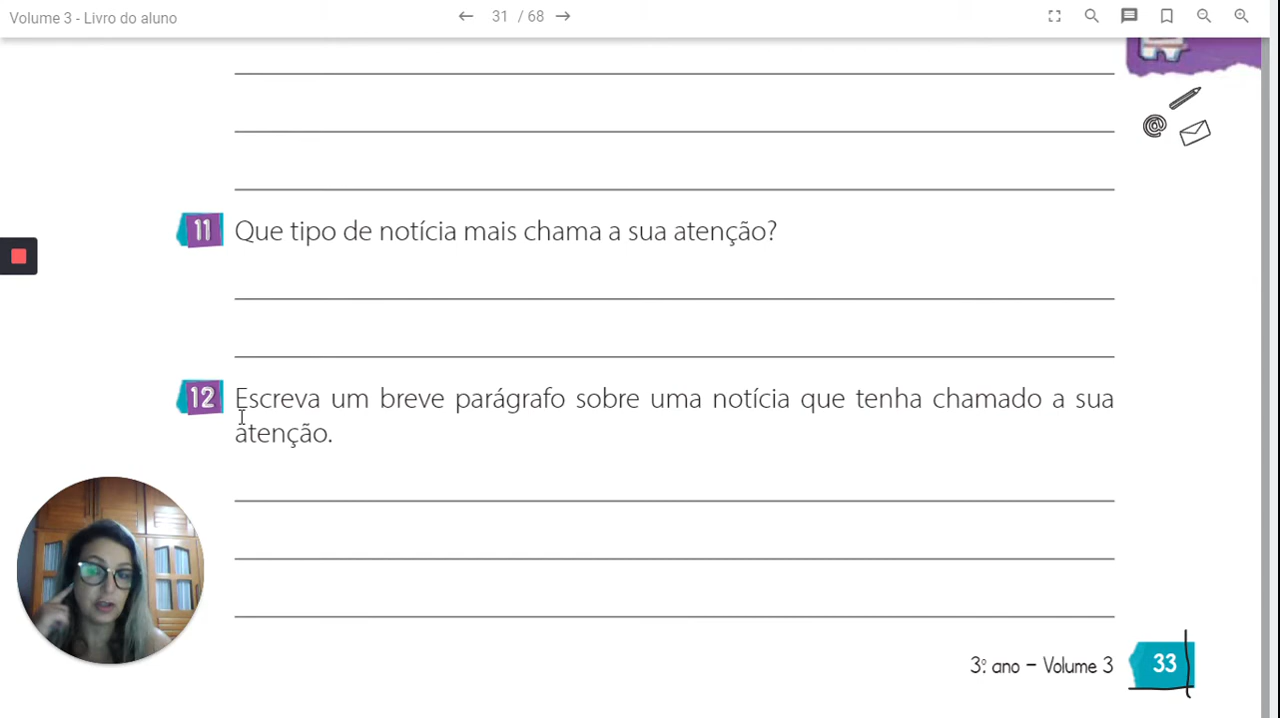 Volume 3 - Livro do aluno
31 / 68
11 Que tipo de notícia mais chama a sua atenção?
12 Escreva um breve parágrafo sobre uma notícia que tenha chamado a sua
atenção.
3º. ano – Volume 3 33